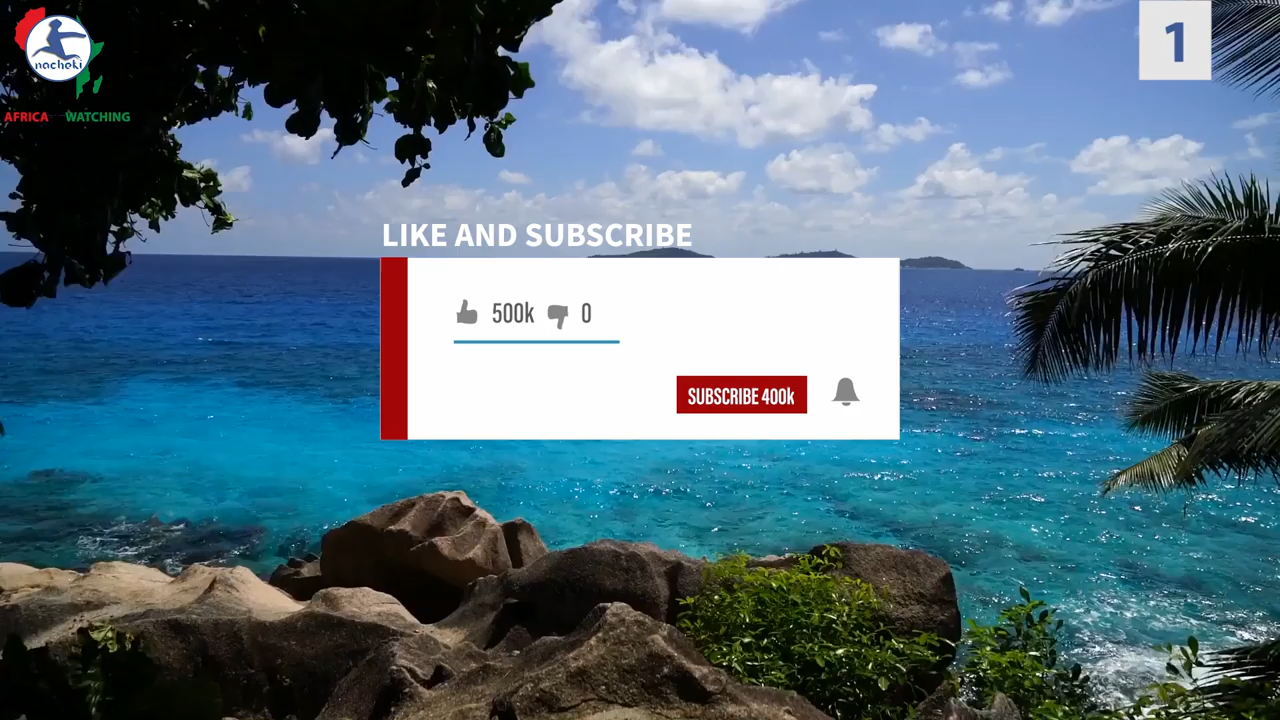 nachoki
AFRICA WATCHING
1
LIKE AND SUBSCRIBE
500k 0
SUBSCRIBE 400k